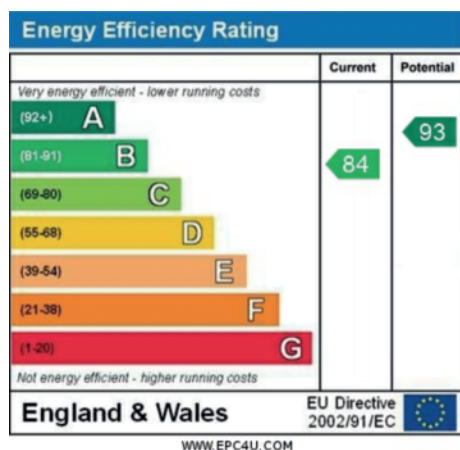 Energy Efficiency Rating
Current Potential
Very energy efficient - lower running costs
(92+) A
93
(81-91) B
84
(69-80) C
(55-68) D
(39-54) E
(21-38) F
(1-20) G
Not energy efficient - higher running costs
England & Wales
EU Directive
2002/91/EC
WWW.EPC4U.COM